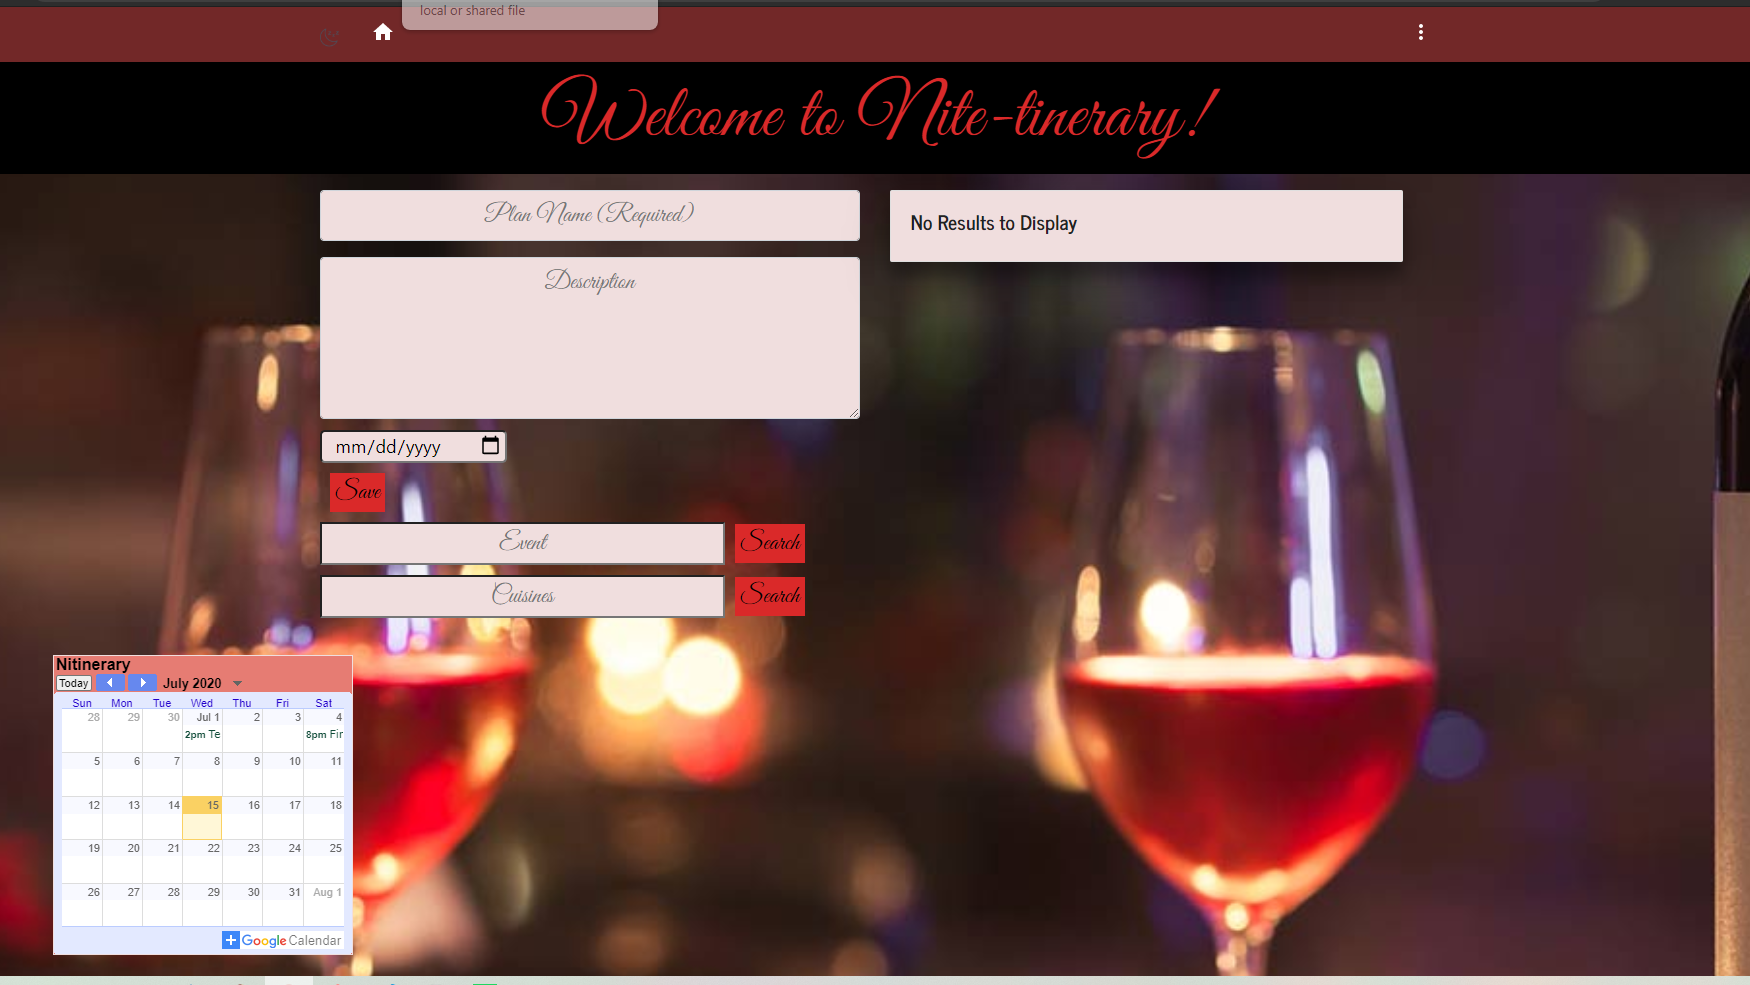 local or shared file
Welcome to Nite-tinerary!
Plan Name (Required)
No Results to Display
Description
mm/dd/yyyy
Save
Event Search
Cuisines Search
Nitinerary
Today July 2020
Sun Mon Tue Wed Thu Fri Sat
28 29 30 Jul 1 2 3 4
2pm Te 8pm Fir
5 6 7 8 9 10 11
12 13 14 15 16 17 18
19 20 21 22 23 24 25
26 27 28 29 30 31 Aug 1
Google Calendar